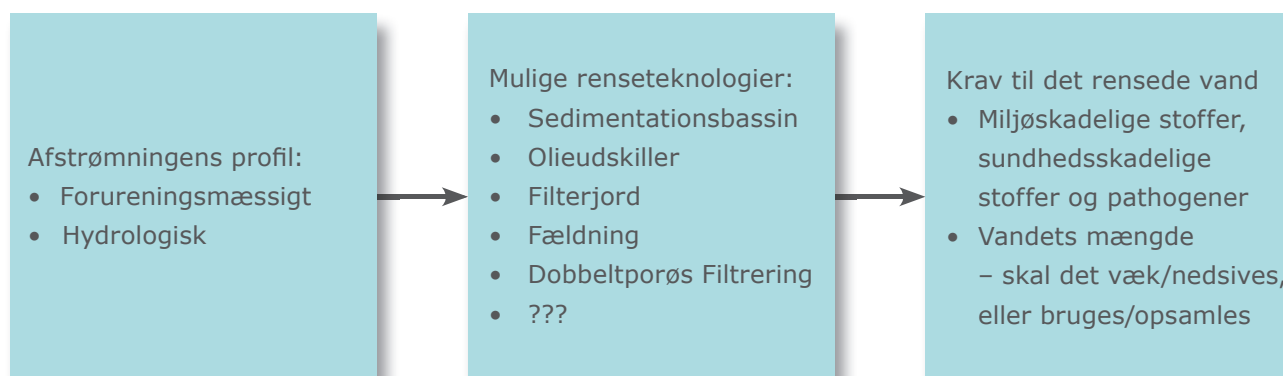 Afstrømningens profil:
• Forureningsmæssigt
• Hydrologisk
Mulige renseteknologier:
• Sedimentationsbassin
• Olieudskiller
• Filterjord
• Fældning
• Dobbeltporøs Filtrering
• ???
Krav til det rensede vand
• Miljøskadelige stoffer,
sundhedsskadelige
stoffer og pathogener
• Vandets mængde
– skal det væk/nedsives,
eller bruges/opsamles